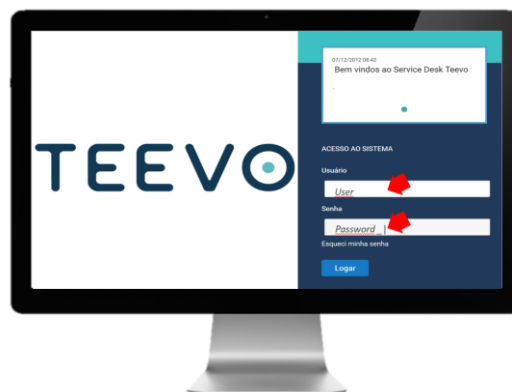 TEEVO
07/12/2012 08:42
Bem vindos ao Service Desk Teevo
ACESSO AO SISTEMA
Usuário
User
Senha
Password _|
Esqueci minha senha
Logar